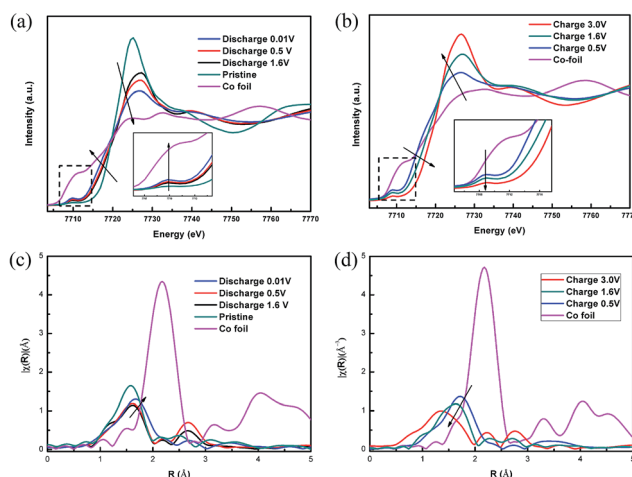 (a)
Discharge 0.01V
Discharge 0.5 V
Discharge 1.6V
Pristine
Co foil
Intensity (a.u.)
7710 7720 7730 7740 7750 7760 7770
Energy (eV)
(b)
Charge 3.0V
Charge 1.6V
Charge 0.5V
Co-foil
Intensity (a.u.)
7710 7720 7730 7740 7750 7760 7770
Energy (eV)
(c)
Discharge 0.01V
Discharge 0.5V
Discharge 1.6 V
Pristine
Co foil
|χ(R)|(Å⁻¹)
5
4
3
2
1
0
0 1 2 3 4 5
R (Å)
(d)
Charge 3.0V
Charge 1.6V
Charge 0.5V
Co foil
|χ(R)|(Å⁻¹)
5
4
3
2
1
0
0 1 2 3 4 5
R (Å)